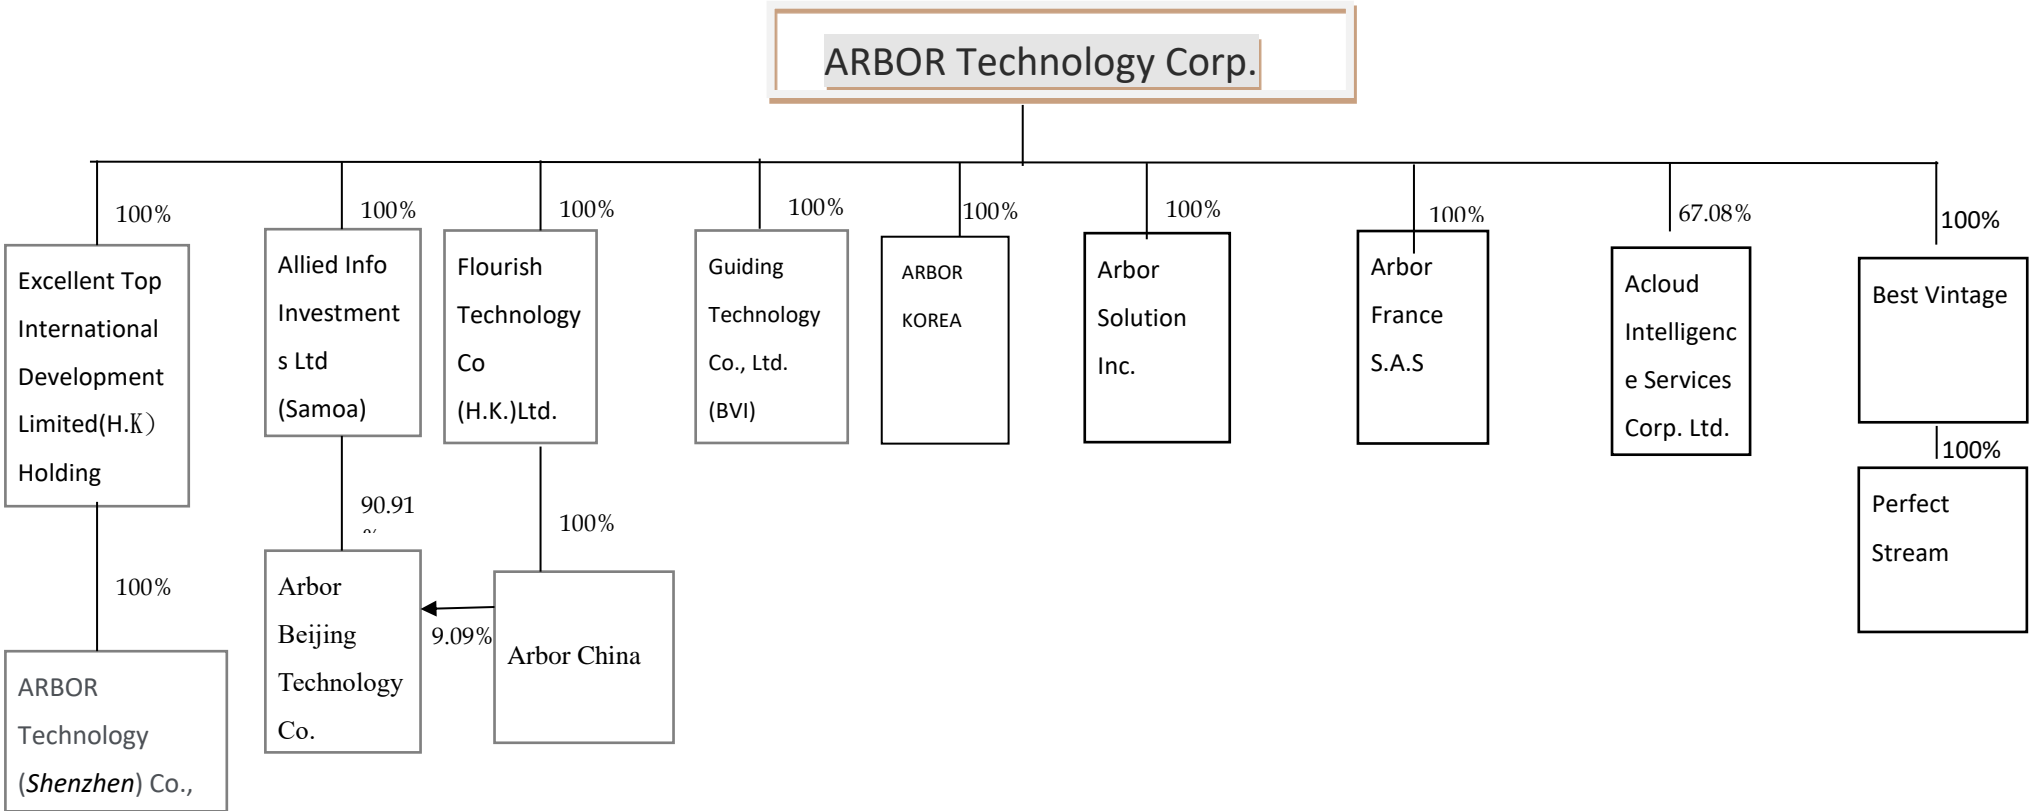 ARBOR Technology Corp.
100%
100%
100%
100%
100%
100%
100%
67.08%
100%
Excellent Top
International
Development
Limited(H.K）
Holding
Allied Info
Investment
s Ltd
(Samoa)
Flourish
Technology
Co
(H.K.)Ltd.
Guiding
Technology
Co., Ltd.
(BVI)
ARBOR
KOREA
Arbor
Solution
Inc.
Arbor
France
S.A.S
Acloud
Intelligenc
e Services
Corp. Ltd.
Best Vintage
100%
90.91
%
100%
100%
Perfect
Stream
Arbor
Beijing
Technology
Co.
9.09%
Arbor China
ARBOR
Technology
(Shenzhen) Co.,